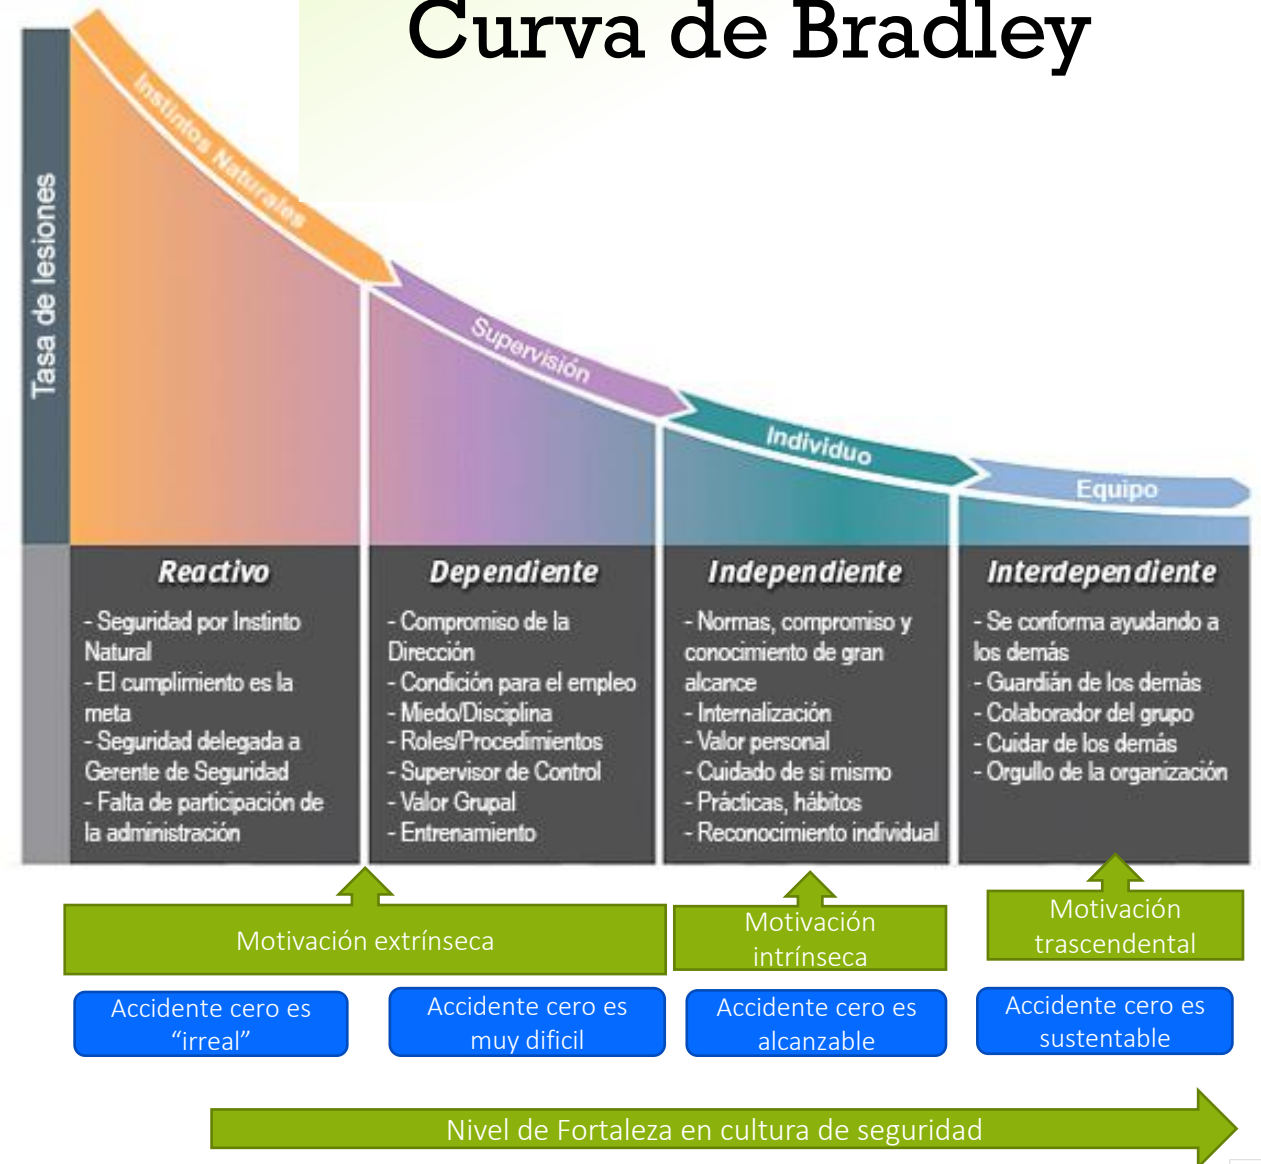 Curva de Bradley
Tasa de lesiones
Instintos Naturales
Supervisión
Individuo
Equipo
Reactivo
- Seguridad por Instinto
Natural
- El cumplimiento es la
meta
- Seguridad delegada a
Gerente de Seguridad
- Falta de participación de
la administración
Dependiente
- Compromiso de la
Dirección
- Condición para el empleo
- Miedo/Disciplina
- Roles/Procedimientos
- Supervisor de Control
- Valor Grupal
- Entrenamiento
Independiente
- Normas, compromiso y
conocimiento de gran
alcance
- Internalización
- Valor personal
- Cuidado de si mismo
- Prácticas, hábitos
- Reconocimiento individual
Interdependiente
- Se conforma ayudando a
los demás
- Guardián de los demás
- Colaborador del grupo
- Cuidar de los demás
- Orgullo de la organización
Motivación extrínseca
Motivación
intrínseca
Motivación
trascendental
Accidente cero es
“irreal”
Accidente cero es
muy dificil
Accidente cero es
alcanzable
Accidente cero es
sustentable
Nivel de Fortaleza en cultura de seguridad